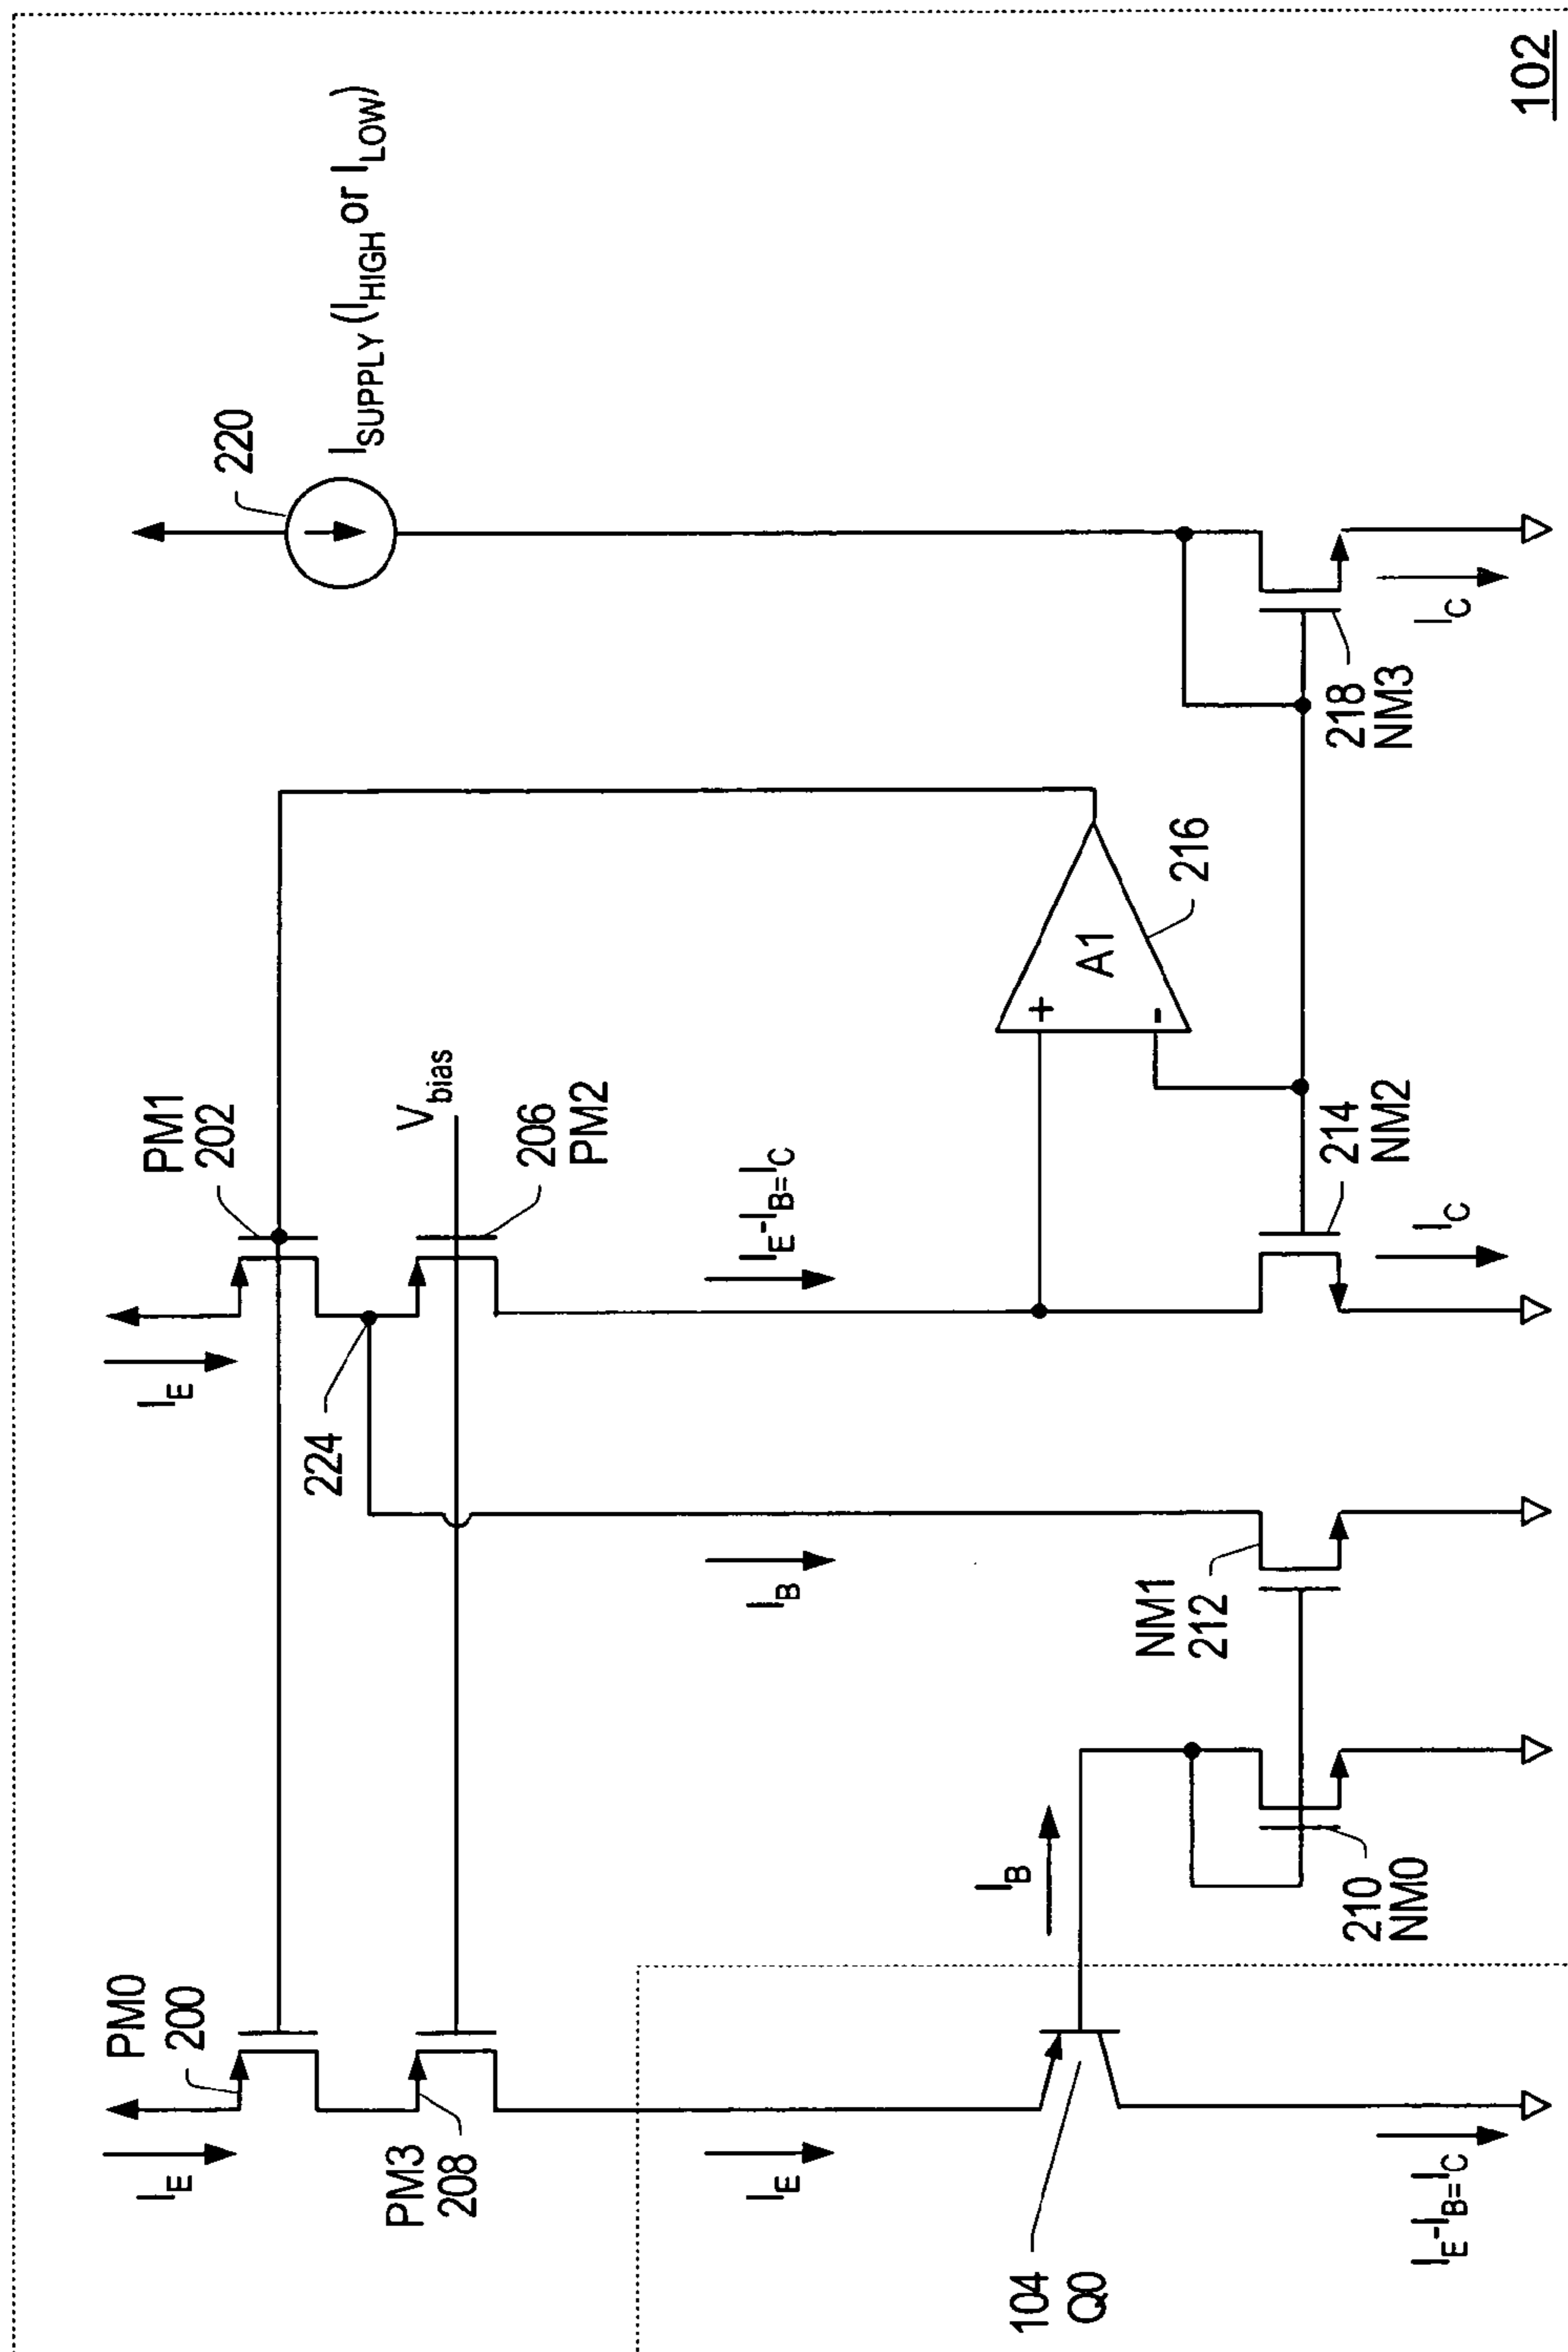 PM0
200
I_E
PM3
208
I_E
104
Q0
I_E-I_B=I_C
I_B
210
NM0
NM1
212
I_B
224
I_E
PM1
202
V_bias
206
PM2
I_E-I_B=I_C
214
NM2
I_C
+
-
A1
216
218
NM3
I_C
220
I_SUPPLY (I_HIGH or I_LOW)
102